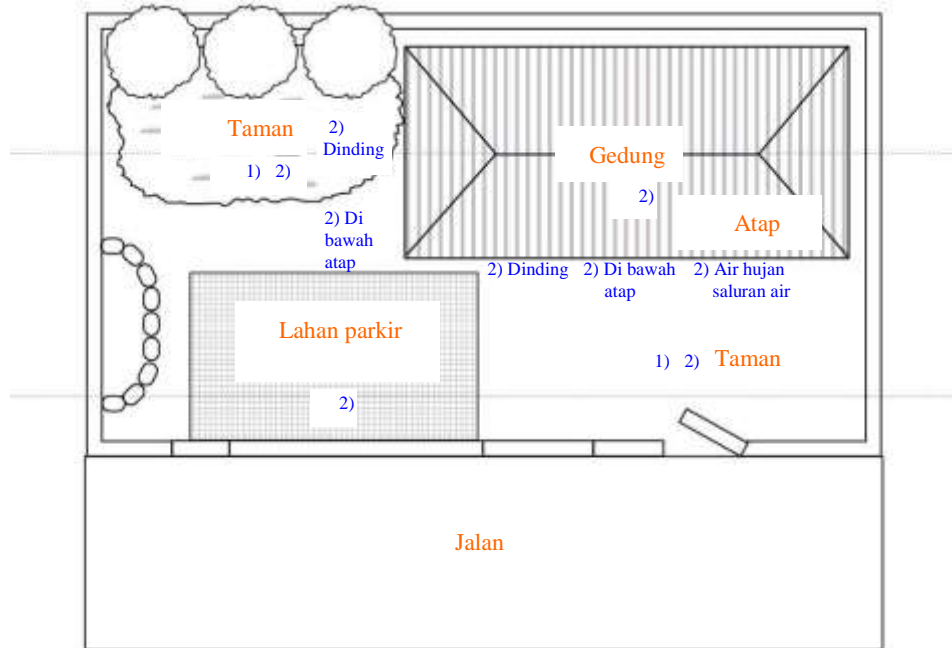 Taman
2)
Dinding
1) 2)
Gedung
2)
Atap
2) Di
bawah
atap
2) Dinding
2) Di bawah
atap
2) Air hujan
saluran air
Lahan parkir
2)
1) 2) Taman
Jalan